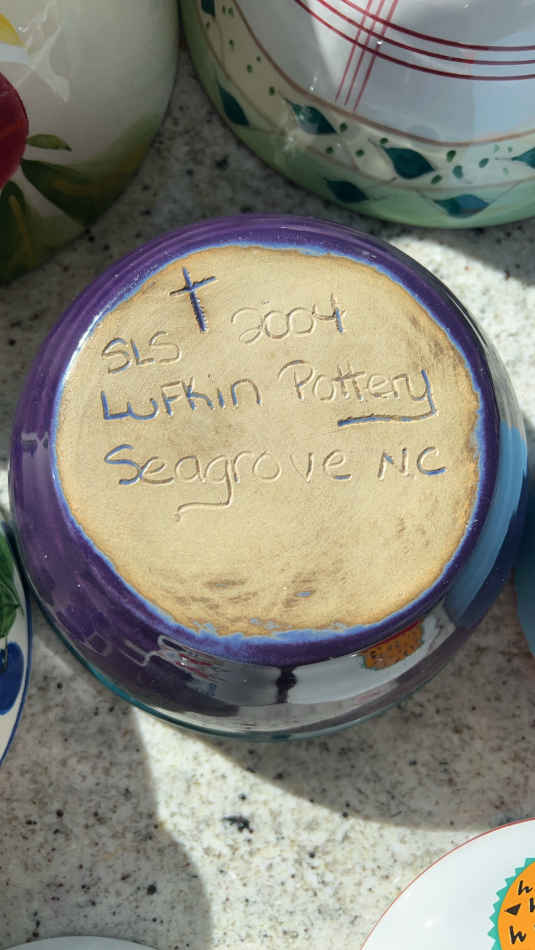 2004
SLS
Lufkin Pottery
Seagrove NC